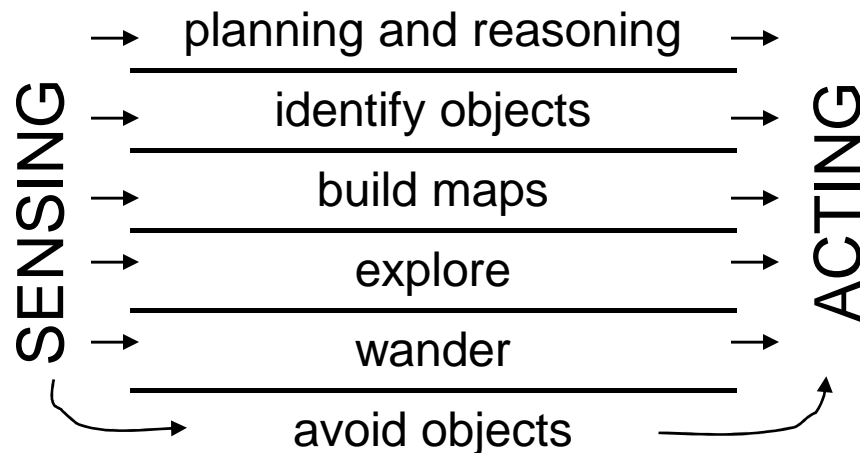 SENSING
planning and reasoning
identify objects
build maps
explore
wander
avoid objects
ACTING